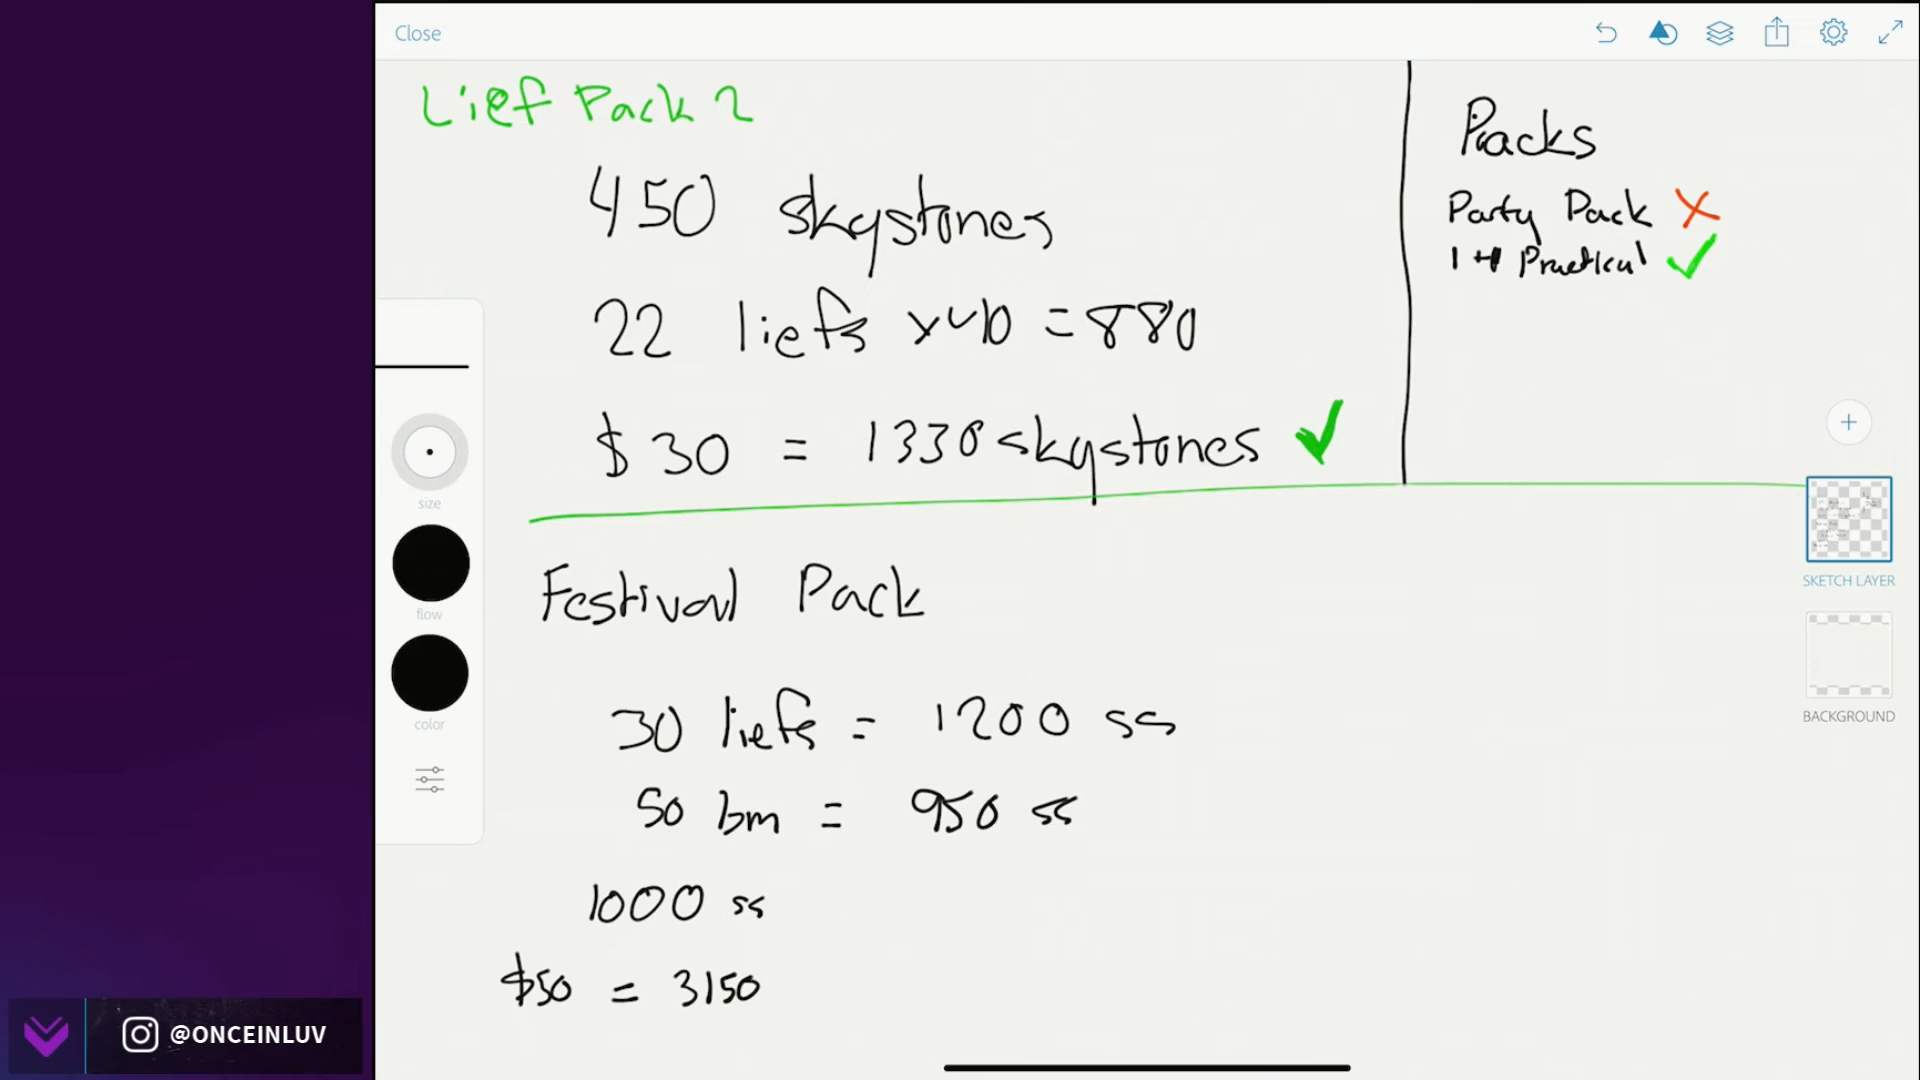 Close
Lief Pack 2
450 skystones
22 liefs x40 = 880
$30 = 1330 skystones ✓
Packs
Party Pack X
1+1 Practical ✓
size
flow
color
SKETCH LAYER
BACKGROUND
Festival Pack
30 liefs = 1200 ss
50 bm = 950 ss
1000 ss
$50 = 3150
@ONCEINLUV